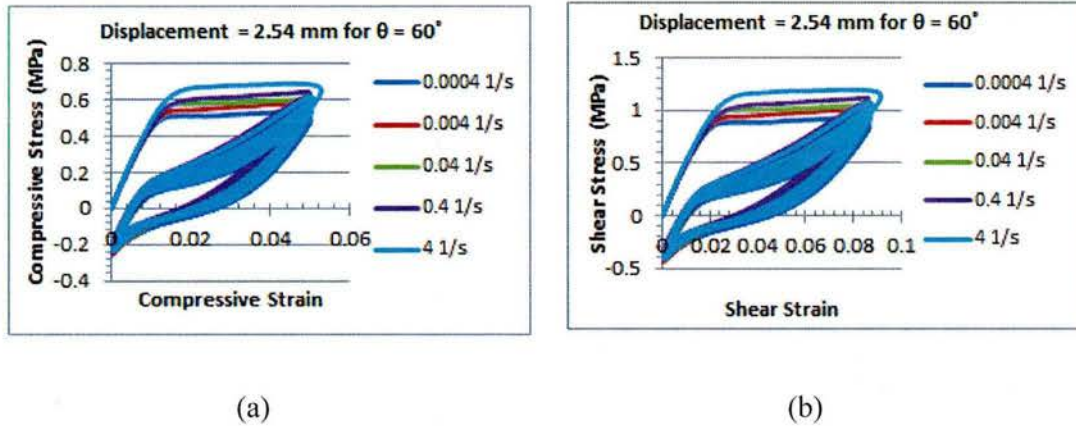 Displacement = 2.54 mm for θ = 60˚
Compressive Stress (MPa)
0.8
0.6
0.4
0.2
0
-0.2
-0.4
0
0.02
0.04
0.06
Compressive Strain
0.0004 1/s
0.004 1/s
0.04 1/s
0.4 1/s
4 1/s
(a)
Displacement = 2.54 mm for θ = 60˚
Shear Stress (MPa)
1.5
1
0.5
0
-0.5
0
0.02
0.04
0.06
0.08
0.1
Shear Strain
0.0004 1/s
0.004 1/s
0.04 1/s
0.4 1/s
4 1/s
(b)